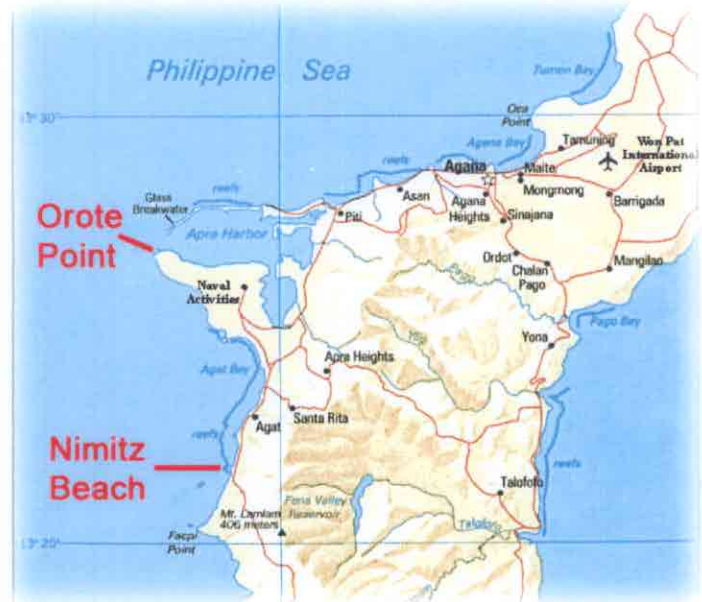 Philippine Sea
Tumon Bay
Oca
Point
13° 30'
Agana Bay
Tamuning
Won Pat
International
Airport
reefs
Agana
Maite
Mongmong
Glass
Breakwater
reefs
Asan
Agana
Heights
Barrigada
Orote
Point
Apra Harbor
Piti
Sinajana
Ordot
Chalan
Pago
Mangilao
Naval
Activities
Pago
Pago Bay
Ylig
Yona
Agat Bay
Apra Heights
Santa Rita
Agat
reefs
Nimitz
Beach
reefs
Talofofo
Fena Valley
Reservoir
Mt. Lamlam
406 meters
Talofofo
Facpi
Point
13° 20'